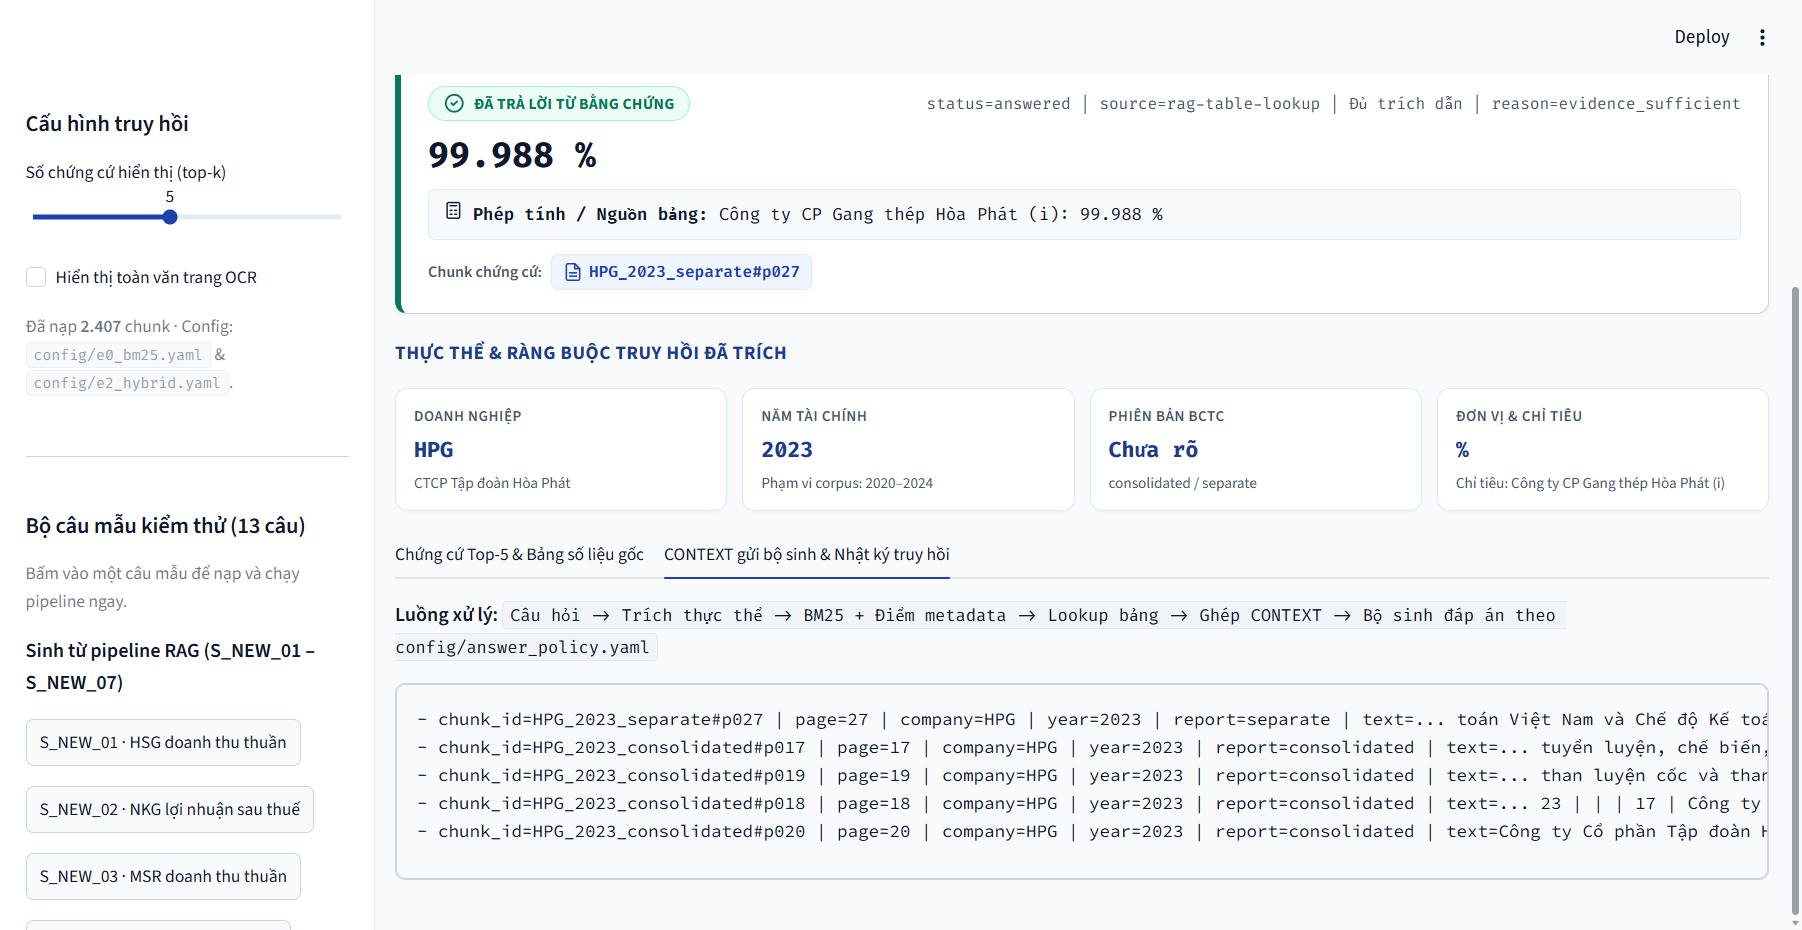 Deploy
Cấu hình truy hồi
Số chứng cứ hiển thị (top-k)
5
Hiển thị toàn văn trang OCR
Đã nạp 2.407 chunk · Config:
config/e0_bm25.yaml &
config/e2_hybrid.yaml .
Bộ câu mẫu kiểm thử (13 câu)
Bấm vào một câu mẫu để nạp và chạy
pipeline ngay.
Sinh từ pipeline RAG (S_NEW_01 –
S_NEW_07)
S_NEW_01 · HSG doanh thu thuần
S_NEW_02 · NKG lợi nhuận sau thuế
S_NEW_03 · MSR doanh thu thuần
ĐÃ TRẢ LỜI TỪ BẰNG CHỨNG
status=answered | source=rag-table-lookup | Đủ trích dẫn | reason=evidence_sufficient
99.988 %
Phép tính / Nguồn bảng: Công ty CP Gang thép Hòa Phát (i): 99.988 %
Chunk chứng cứ: HPG_2023_separate#p027
THỰC THỂ & RÀNG BUỘC TRUY HỒI ĐÃ TRÍCH
DOANH NGHIỆP
HPG
CTCP Tập đoàn Hòa Phát
NĂM TÀI CHÍNH
2023
Phạm vi corpus: 2020–2024
PHIÊN BẢN BCTC
Chưa rõ
consolidated / separate
ĐƠN VỊ & CHỈ TIÊU
%
Chỉ tiêu: Công ty CP Gang thép Hòa Phát (i)
Chứng cứ Top-5 & Bảng số liệu gốc
CONTEXT gửi bộ sinh & Nhật ký truy hồi
Luồng xử lý: Câu hỏi → Trích thực thể → BM25 + Điểm metadata → Lookup bảng → Ghép CONTEXT → Bộ sinh đáp án theo
config/answer_policy.yaml
- chunk_id=HPG_2023_separate#p027 | page=27 | company=HPG | year=2023 | report=separate | text=... toán Việt Nam và Chế độ Kế
- chunk_id=HPG_2023_consolidated#p017 | page=17 | company=HPG | year=2023 | report=consolidated | text=... tuyển luyện, chế biến,
- chunk_id=HPG_2023_consolidated#p019 | page=19 | company=HPG | year=2023 | report=consolidated | text=... than luyện cốc và
- chunk_id=HPG_2023_consolidated#p018 | page=18 | company=HPG | year=2023 | report=consolidated | text=... 23 | | | 17 | Công ty
- chunk_id=HPG_2023_consolidated#p020 | page=20 | company=HPG | year=2023 | report=consolidated | text=Công ty Cổ phần Tập đoàn